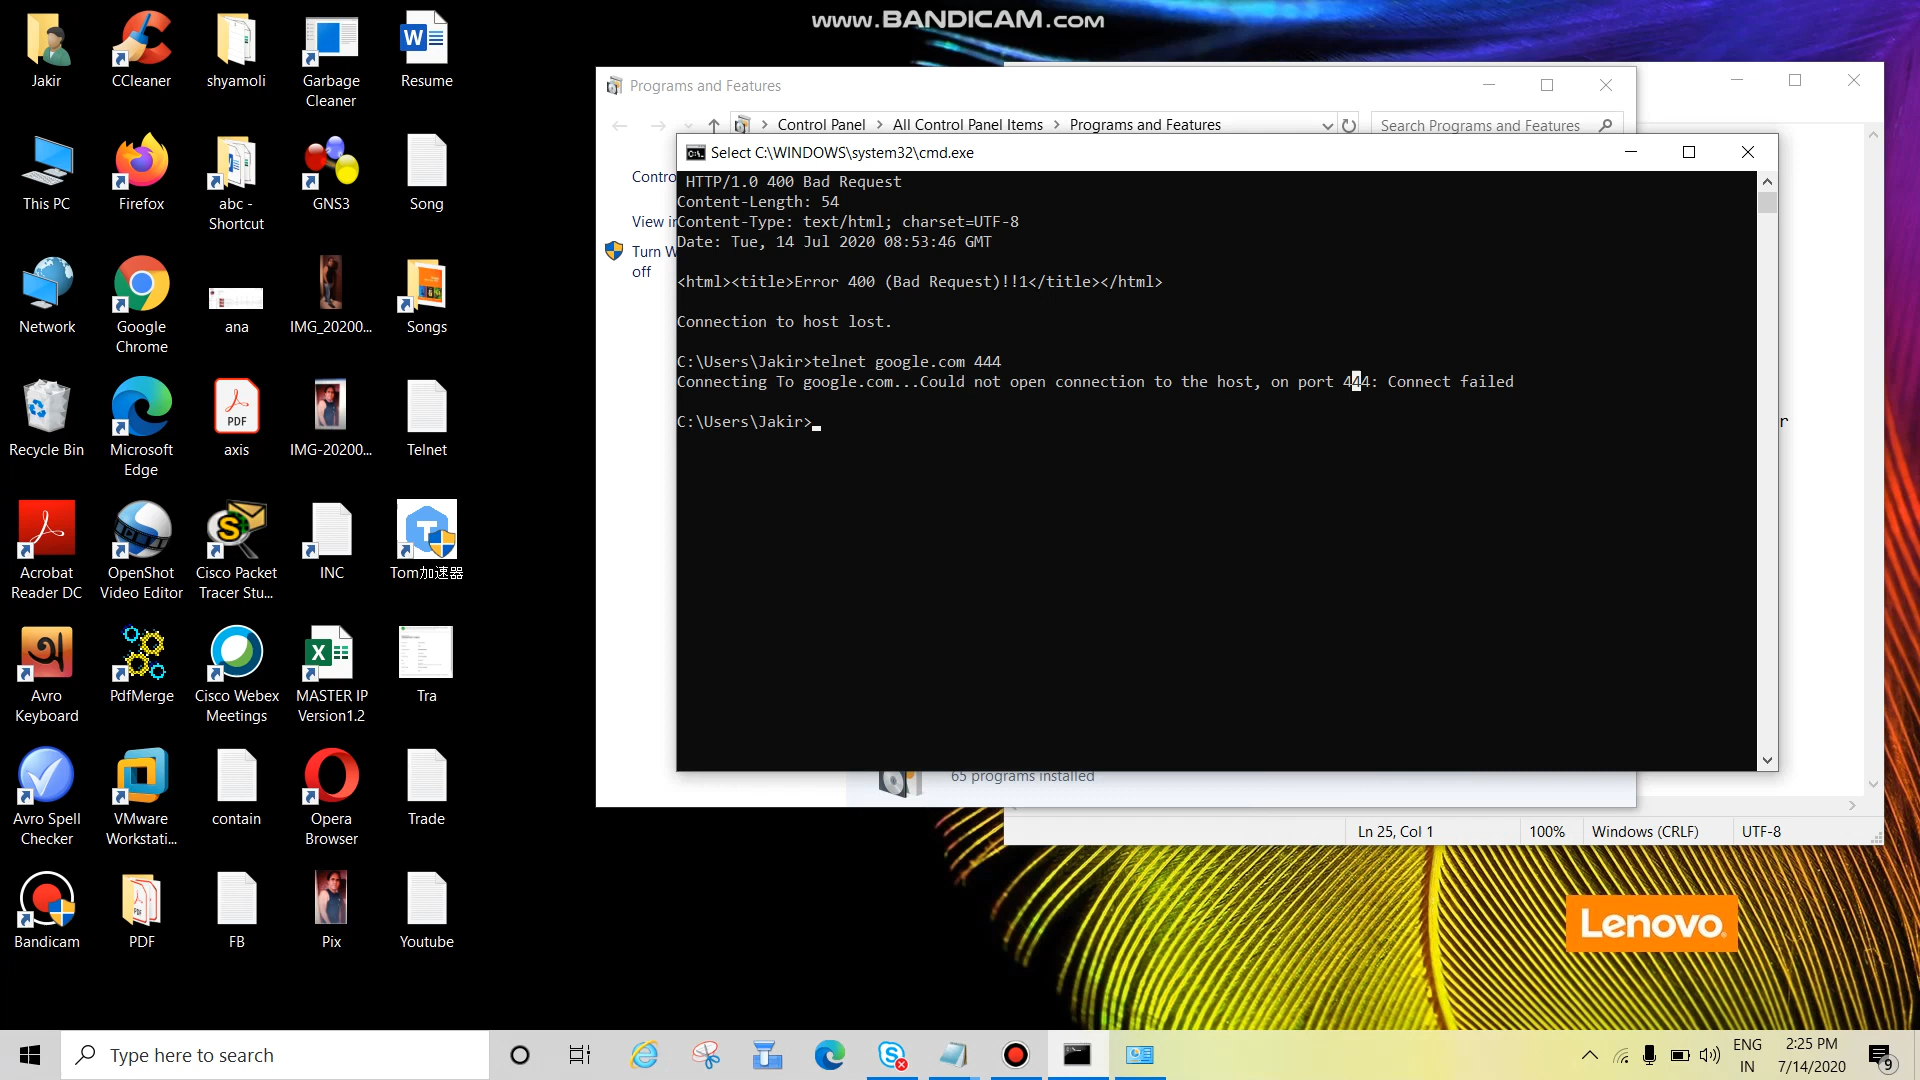 www.BANDICAM.com
Jakir
CCleaner
shyamoli
Garbage
Cleaner
Resume
This PC
Firefox
abc -
Shortcut
GNS3
Song
Network
Google
Chrome
ana
IMG_20200...
Songs
Recycle Bin
Microsoft
Edge
PDF
axis
IMG-20200...
Telnet
Acrobat
Reader DC
OpenShot
Video Editor
Cisco Packet
Tracer Stu...
INC
Tom加速器
Avro
Keyboard
PdfMerge
Cisco Webex
Meetings
MASTER IP
Version1.2
Tra
Avro Spell
Checker
VMware
Workstati...
contain
Opera
Browser
Trade
Bandicam
PDF
FB
Pix
Youtube
Programs and Features
Control Panel > All Control Panel Items > Programs and Features
Search Programs and Features
Contro
View in
Turn W
off
Select C:\WINDOWS\system32\cmd.exe
HTTP/1.0 400 Bad Request
Content-Length: 54
Content-Type: text/html; charset=UTF-8
Date: Tue, 14 Jul 2020 08:53:46 GMT
<html><title>Error 400 (Bad Request)!!1</title></html>
Connection to host lost.
C:\Users\Jakir>telnet google.com 444
Connecting To google.com...Could not open connection to the host, on port 444: Connect failed
C:\Users\Jakir>_
r
65 programs installed
Ln 25, Col 1
100%
Windows (CRLF)
UTF-8
Lenovo
Type here to search
ENG
IN
2:25 PM
7/14/2020
9